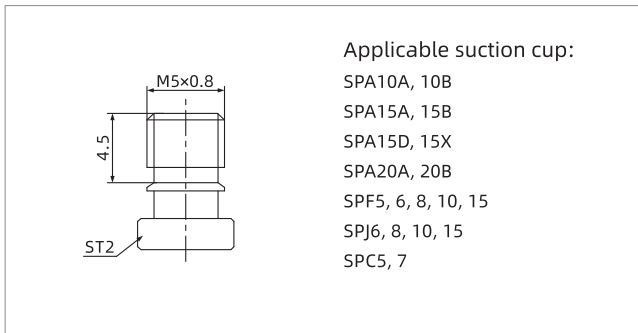 M5×0.8
4.5
ST2
Applicable suction cup:
SPA10A, 10B
SPA15A, 15B
SPA15D, 15X
SPA20A, 20B
SPF5, 6, 8, 10, 15
SPJ6, 8, 10, 15
SPC5, 7